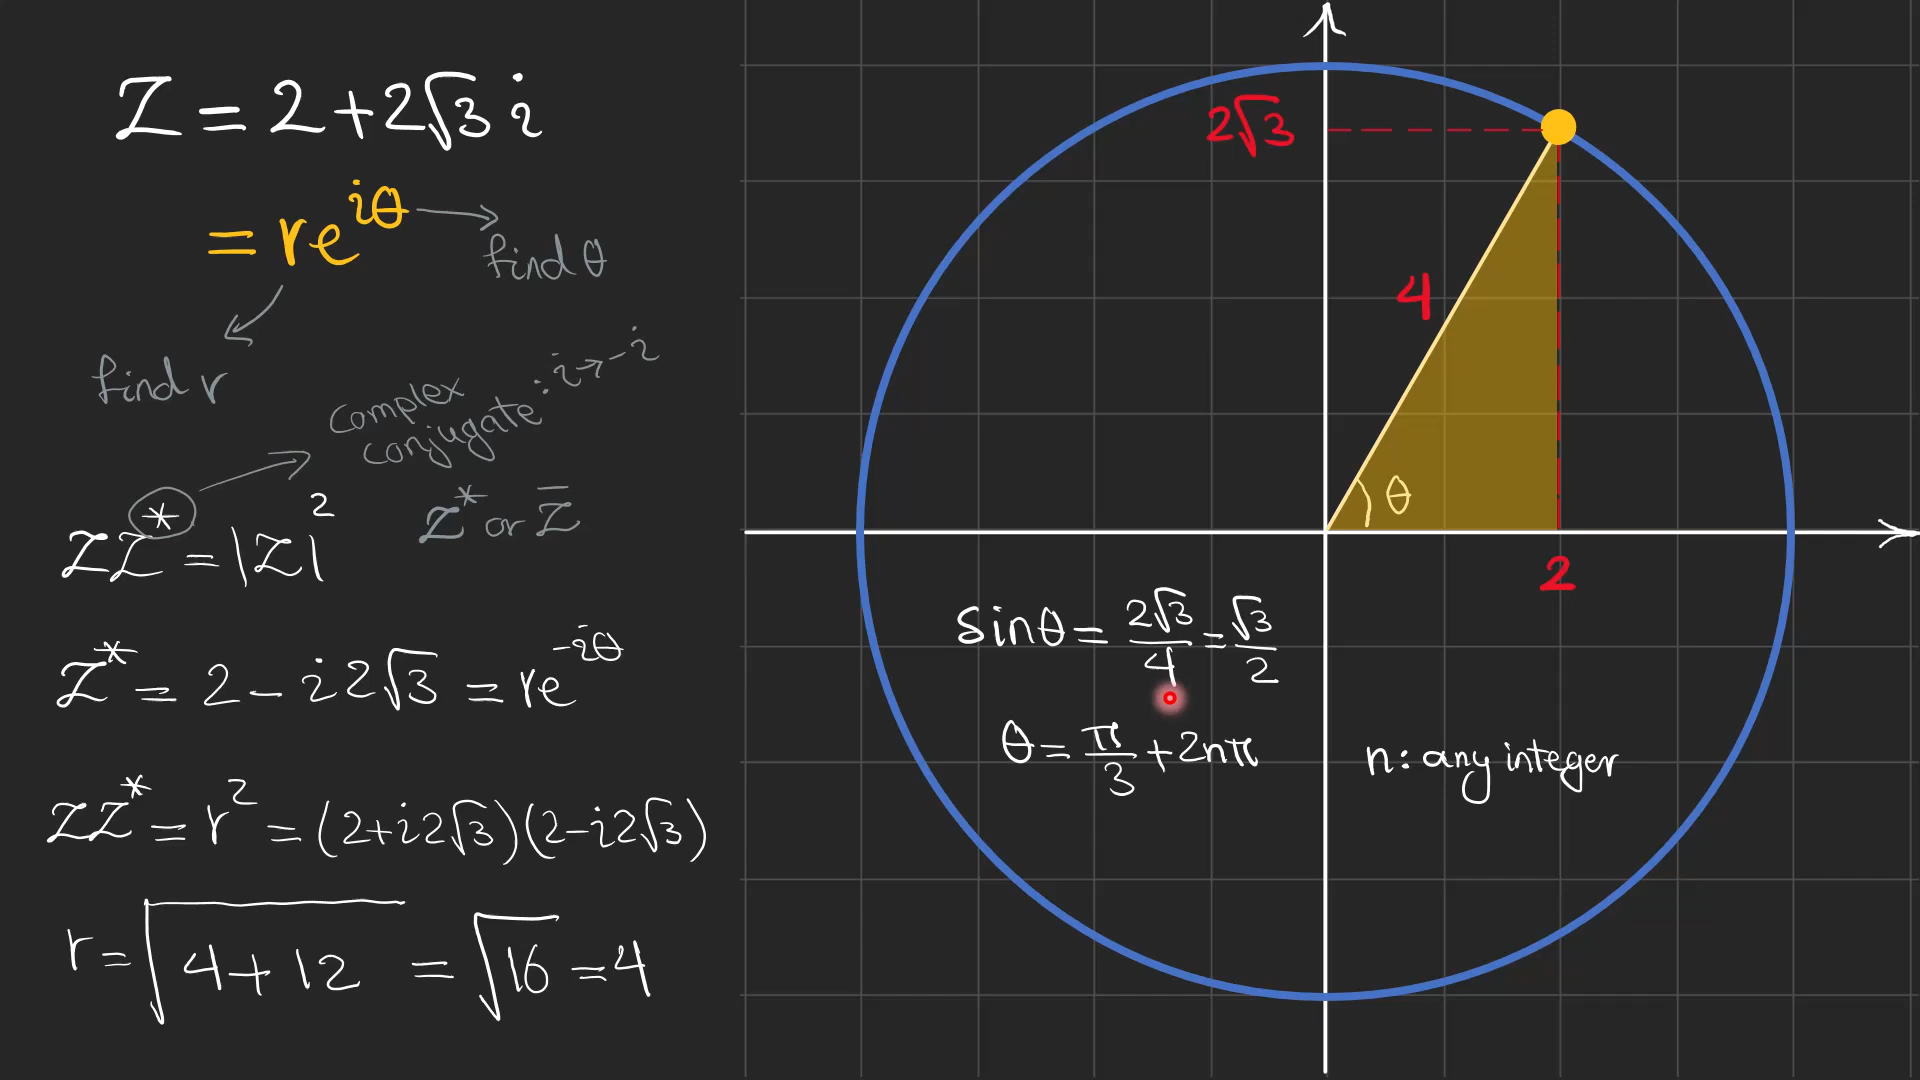 Z = 2 + 2√3 i
= re^{iθ}
find θ
find r
complex
conjugate : i → -i
ZZ^* = |Z|^2
Z^* or Z̅
Z^* = 2 - i2√3 = re^{-iθ}
ZZ^* = r^2 = (2+i2√3)(2-i2√3)
r = √(4+12) = √16 = 4
2√3
4
θ
2
sinθ = 2√3/4 = √3/2
θ = π/3 + 2nπ
n: any integer